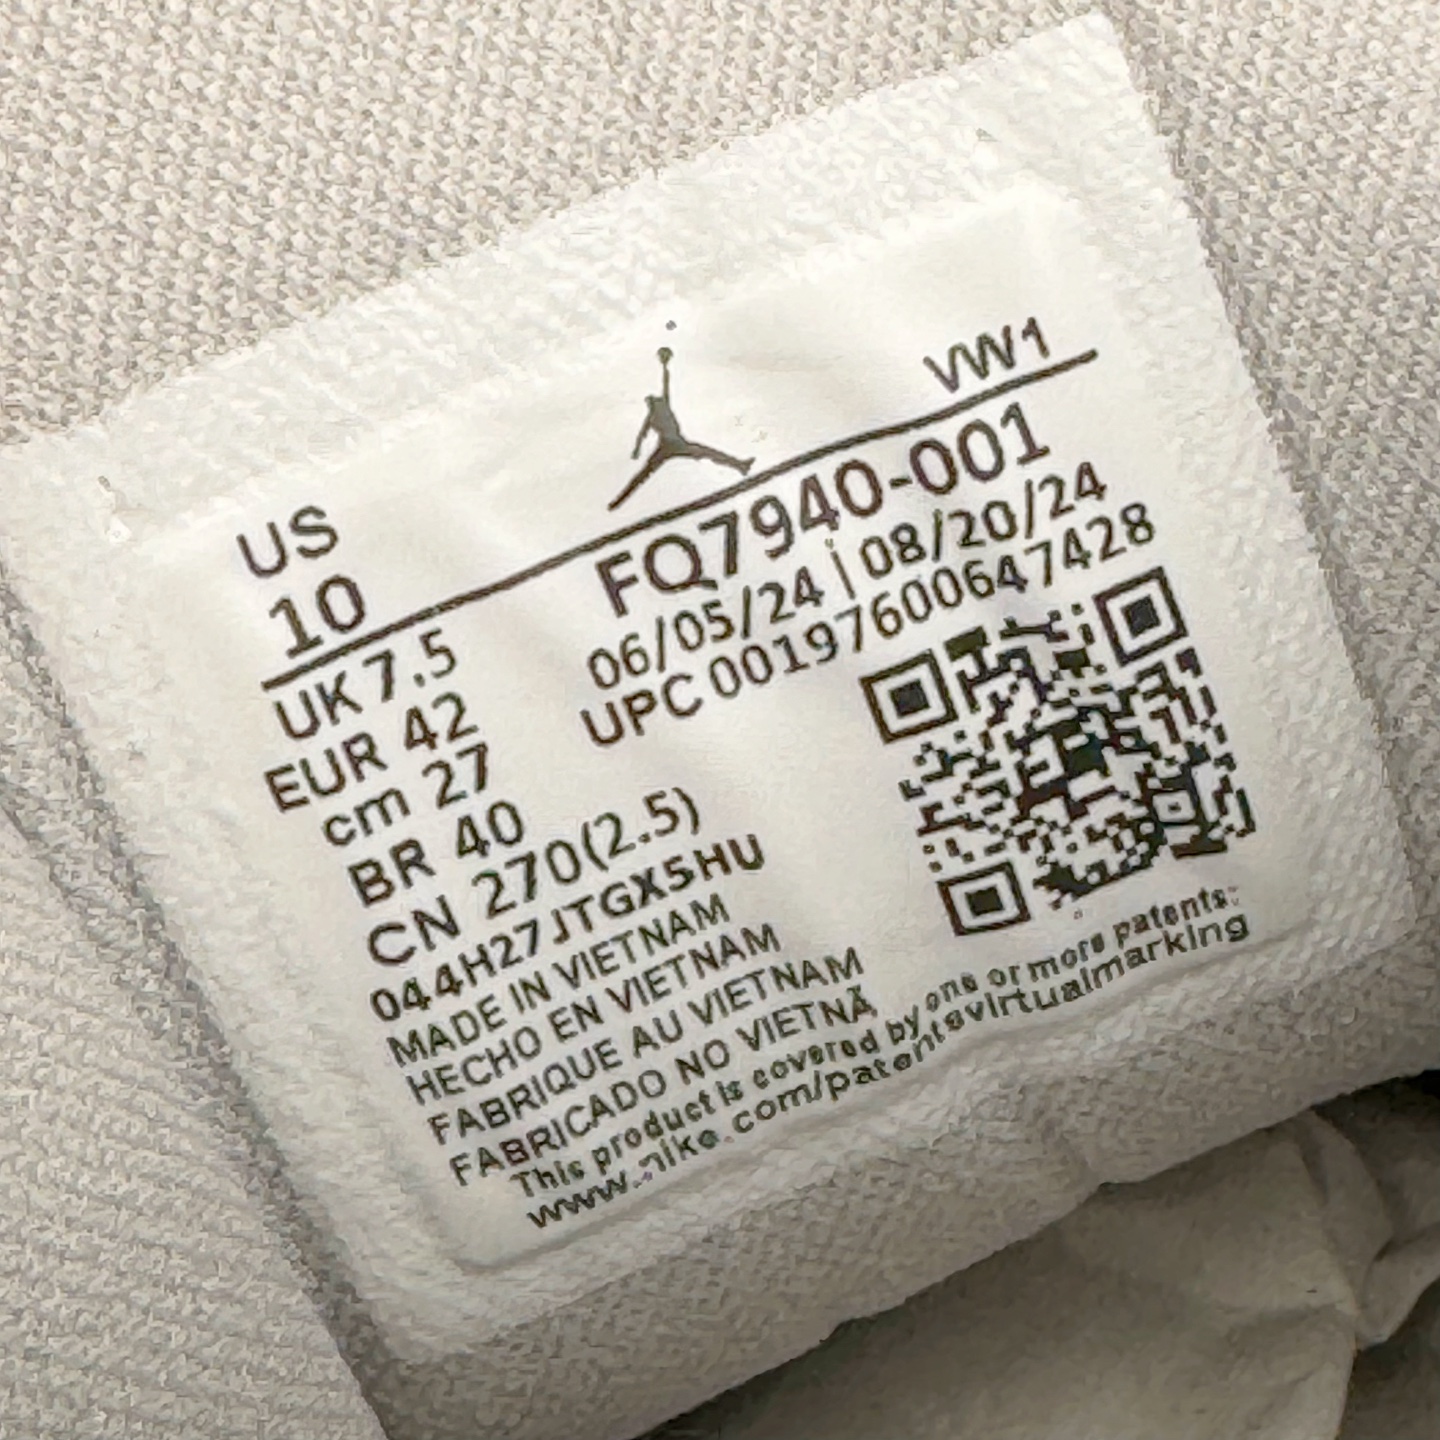 US
10
VW1
UK 7.5
EUR 42
cm 27
BR 40
CN 270(2.5)
FQ7940-001
06/05/24 | 08/20/24
UPC 00197600647428
044H27JTGX5HU
MADE IN VIETNAM
HECHO EN VIETNAM
FABRIQUE AU VIETNAM
FABRICADO NO VIETNÃ
This product is covered by one or more patents:
www.nike.com/patentsvirtualmarking